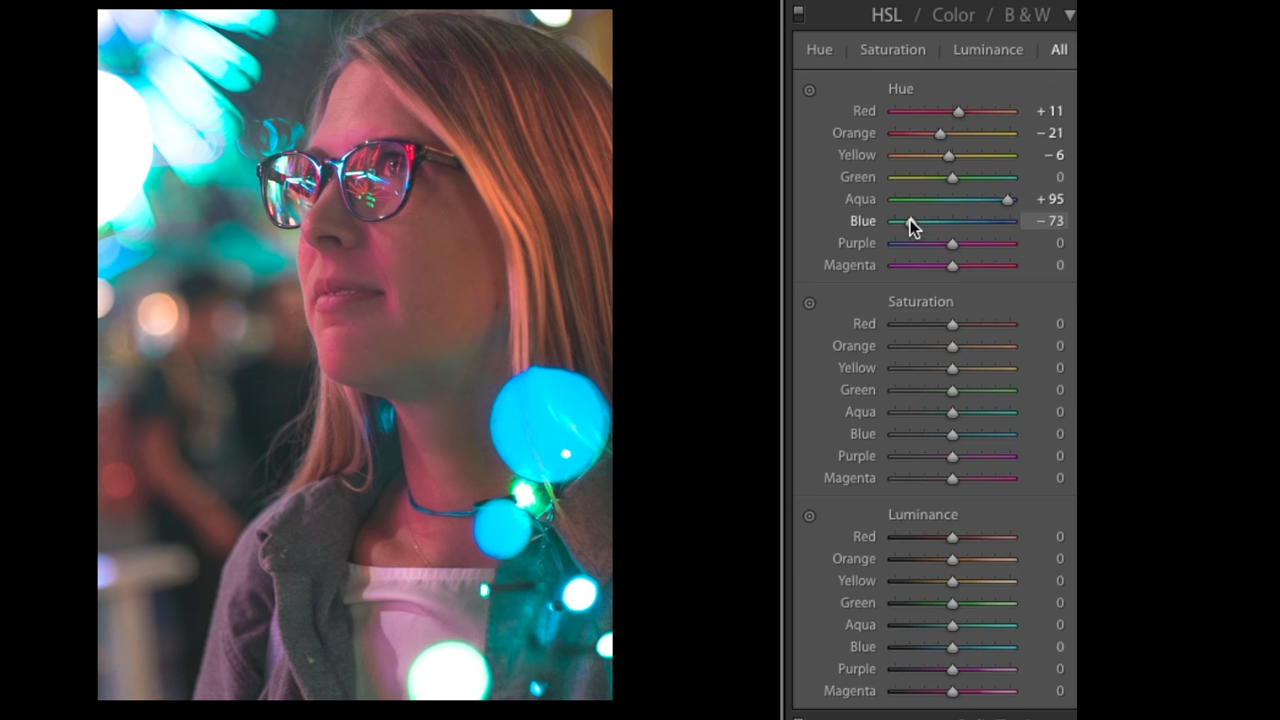 HSL / Color / B & W ▼
Hue | Saturation | Luminance | All
Hue
Red + 11
Orange − 21
Yellow − 6
Green 0
Aqua + 95
Blue − 73
Purple 0
Magenta 0
Saturation
Red 0
Orange 0
Yellow 0
Green 0
Aqua 0
Blue 0
Purple 0
Magenta 0
Luminance
Red 0
Orange 0
Yellow 0
Green 0
Aqua 0
Blue 0
Purple 0
Magenta 0